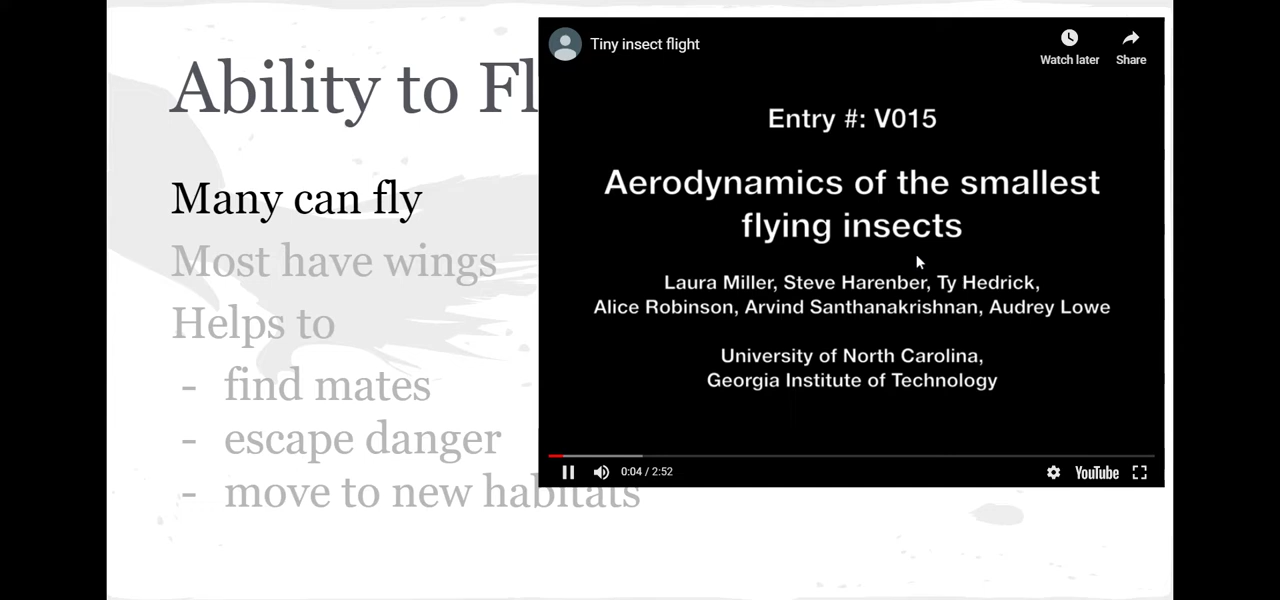 Ability to Fl
Many can fly
Most have wings
Helps to
- find mates
- escape danger
- move to new habitats
Tiny insect flight
Watch later
Share
Entry #: V015
Aerodynamics of the smallest
flying insects
Laura Miller, Steve Harenber, Ty Hedrick,
Alice Robinson, Arvind Santhanakrishnan, Audrey Lowe
University of North Carolina,
Georgia Institute of Technology
0:04 / 2:52
YouTube